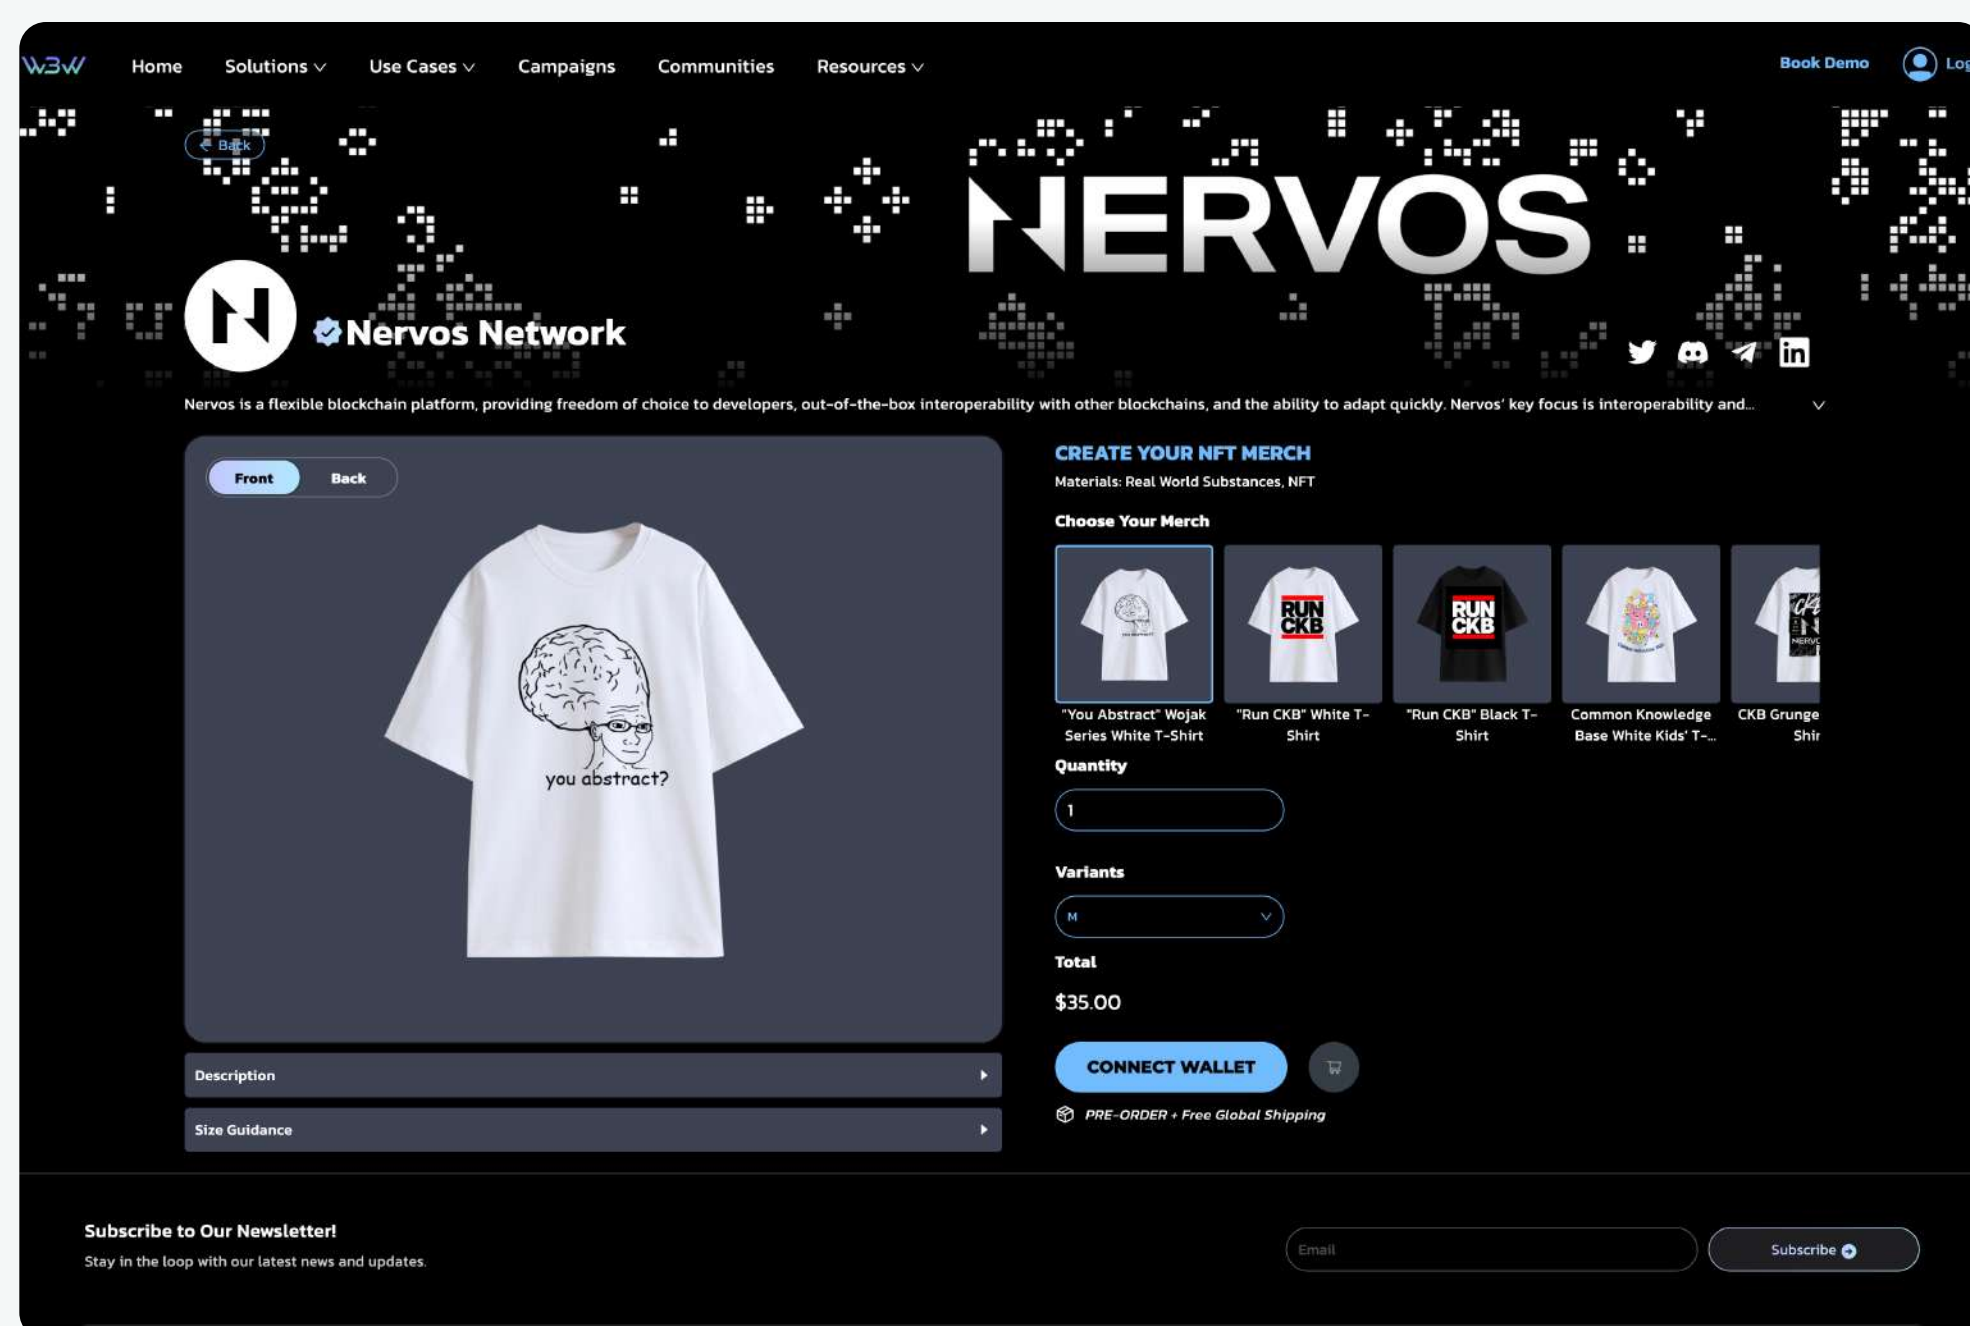 W3W
Home
Solutions
Use Cases
Campaigns
Communities
Resources
Book Demo
Back
NERVOS
Nervos Network
Nervos is a flexible blockchain platform, providing freedom of choice to developers, out-of-the-box interoperability with other blockchains, and the ability to adapt quickly. Nervos' key focus is interoperability and...
Front
Back
you abstract?
Description
Size Guidance
CREATE YOUR NFT MERCH
Materials: Real World Substances, NFT
Choose Your Merch
RUN
CKB
RUN
CKB
"You Abstract" Wojak
Series White T-Shirt
"Run CKB" White T-
Shirt
"Run CKB" Black T-
Shirt
Common Knowledge
Base White Kids' T-...
CKB Grunge
Shir
Quantity
1
Variants
M
Total
$35.00
CONNECT WALLET
PRE-ORDER + Free Global Shipping
Subscribe to Our Newsletter!
Stay in the loop with our latest news and updates.
Email
Subscribe